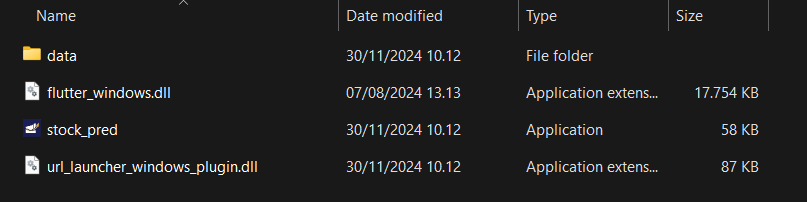 Name Date modified Type Size
data 30/11/2024 10.12 File folder
flutter_windows.dll 07/08/2024 13.13 Application extens... 17.754 KB
stock_pred 30/11/2024 10.12 Application 58 KB
url_launcher_windows_plugin.dll 30/11/2024 10.12 Application extens... 87 KB